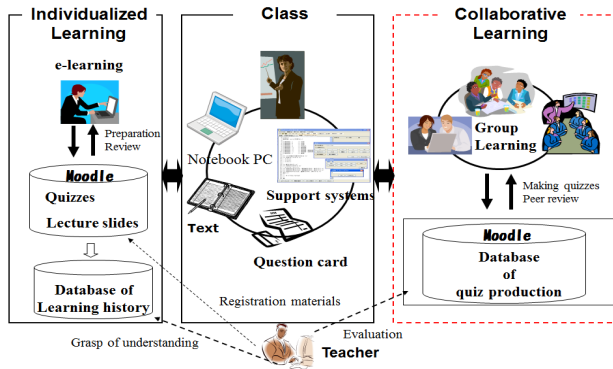 Individualized
Learning
e-learning
Preparation
Review
Moodle
Quizzes
Lecture slides
Database of
Learning history
Class
Notebook PC
Support systems
Text
Question card
Collaborative
Learning
Group
Learning
Making quizzes
Peer review
Moodle
Database
of
quiz production
Registration materials
Evaluation
Grasp of understanding
Teacher